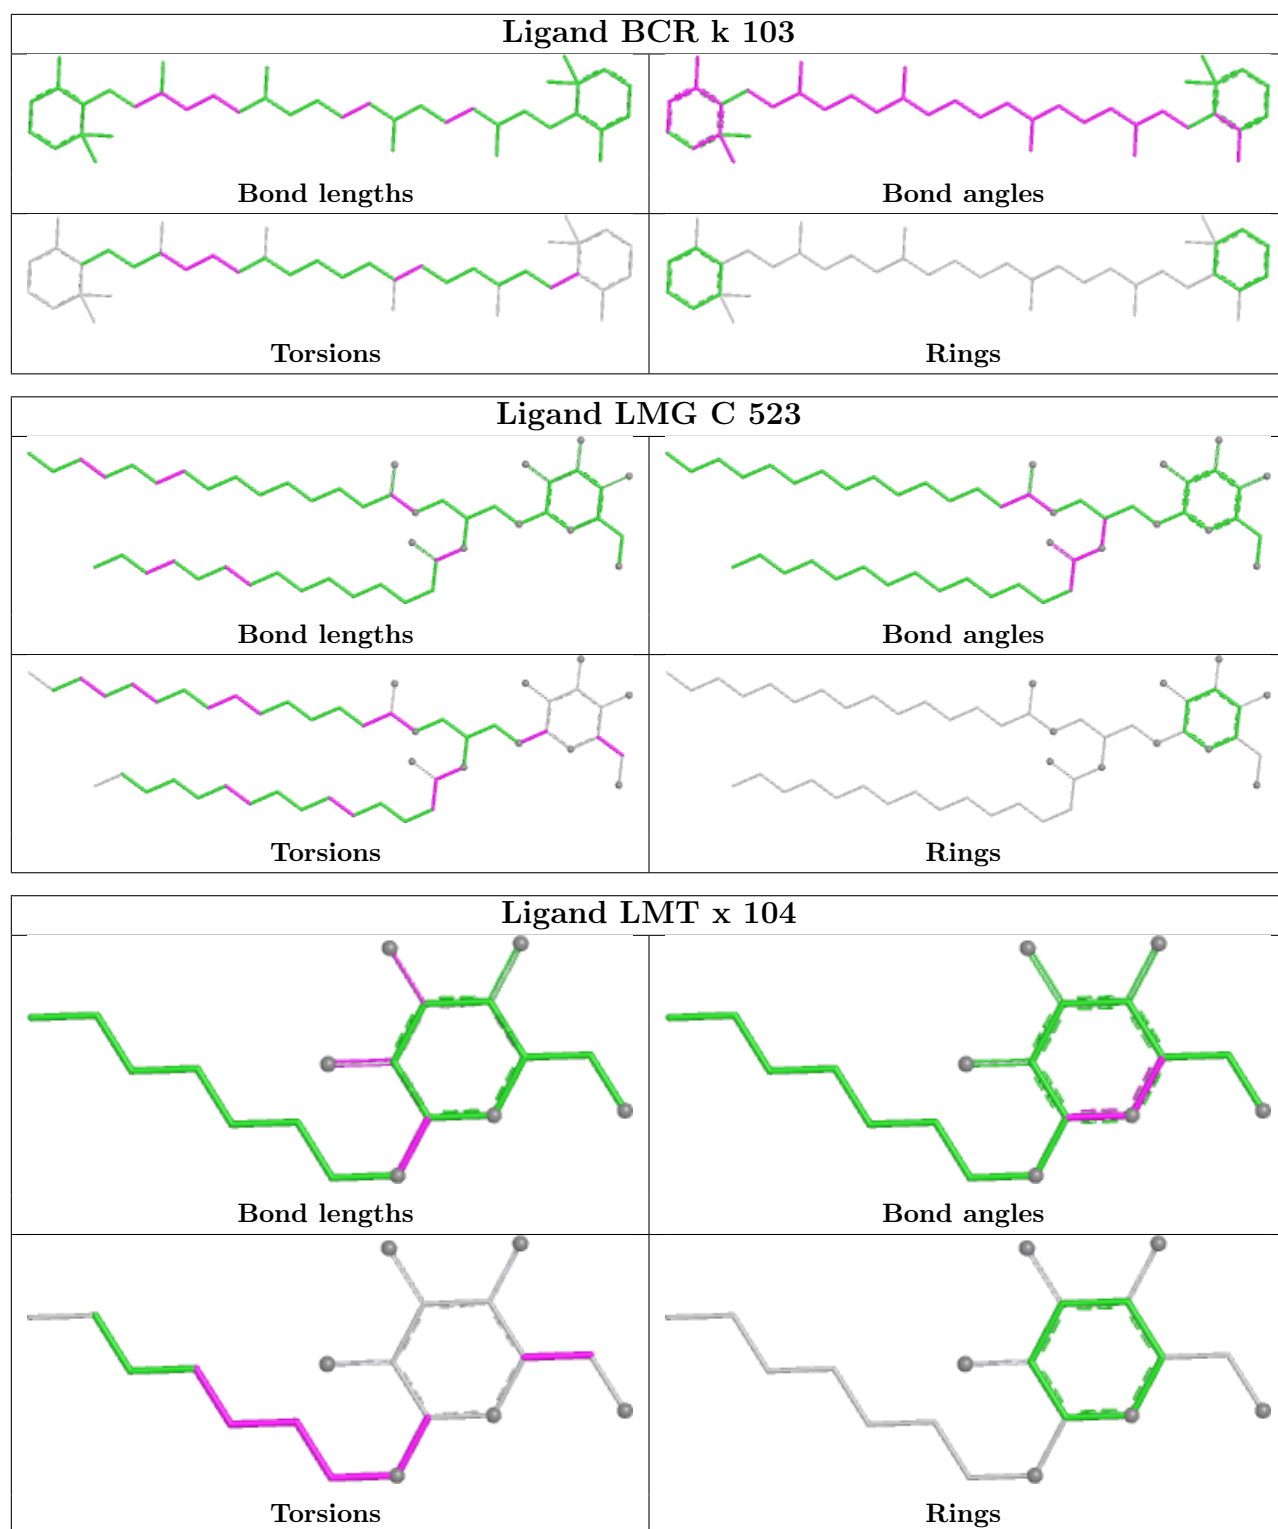 Ligand BCR k 103
Bond lengths
Bond angles
Torsions
Rings
Ligand LMG C 523
Bond lengths
Bond angles
Torsions
Rings
Ligand LMT x 104
Bond lengths
Bond angles
Torsions
Rings